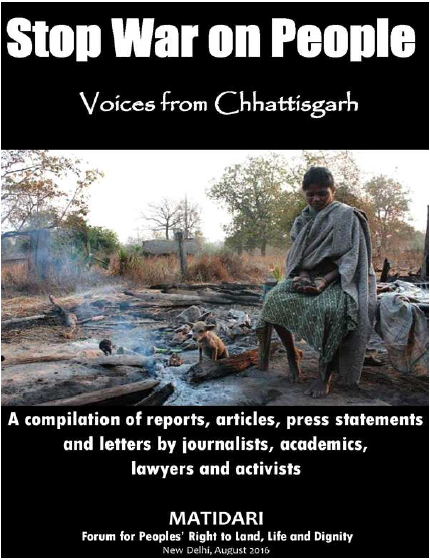 Stop War on People
Voices from Chhattisgarh
A compilation of reports, articles, press statements
and letters by journalists, academics,
lawyers and activists
MATIDARI
Forum for Peoples' Right to Land, Life and Dignity
New Delhi, August 2016